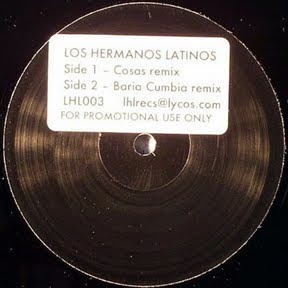 LOS HERMANOS LATINOS
Side 1 – Cosas remix
Side 2 – Baria Cumbia remix
LHL003 lhlrecs@lycos.com
FOR PROMOTIONAL USE ONLY